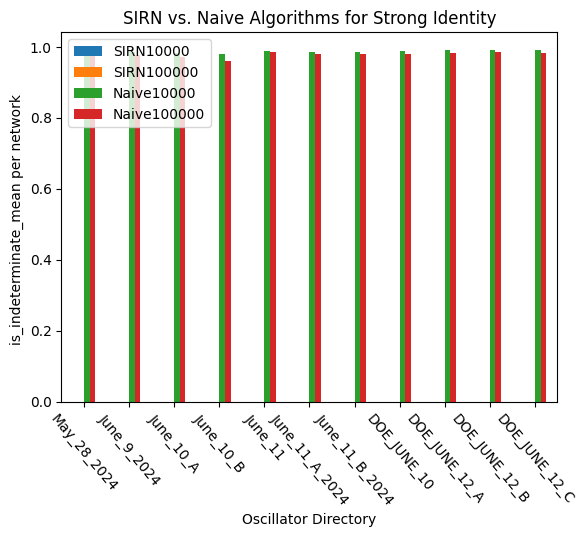 SIRN vs. Naive Algorithms for Strong Identity
is_indeterminate_mean per network
1.0
0.8
0.6
0.4
0.2
0.0
SIRN10000
SIRN100000
Naive10000
Naive100000
May_28_2024
June_9_2024
June_10_A
June_10_B
June_11
June_11_A_2024
June_11_B_2024
DOE_JUNE_10
DOE_JUNE_12_A
DOE_JUNE_12_B
DOE_JUNE_12_C
Oscillator Directory